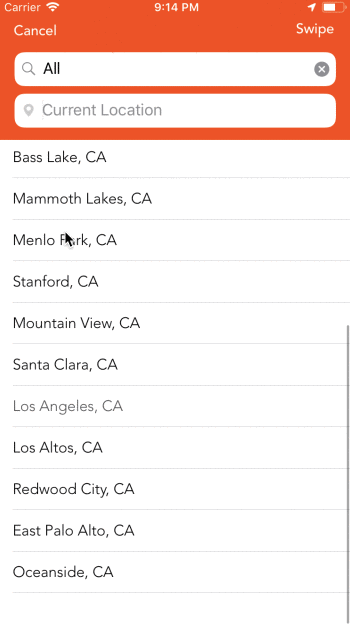 Carrier 9:14 PM
Cancel Swipe
All
Current Location
Bass Lake, CA
Mammoth Lakes, CA
Menlo Park, CA
Stanford, CA
Mountain View, CA
Santa Clara, CA
Los Angeles, CA
Los Altos, CA
Redwood City, CA
East Palo Alto, CA
Oceanside, CA